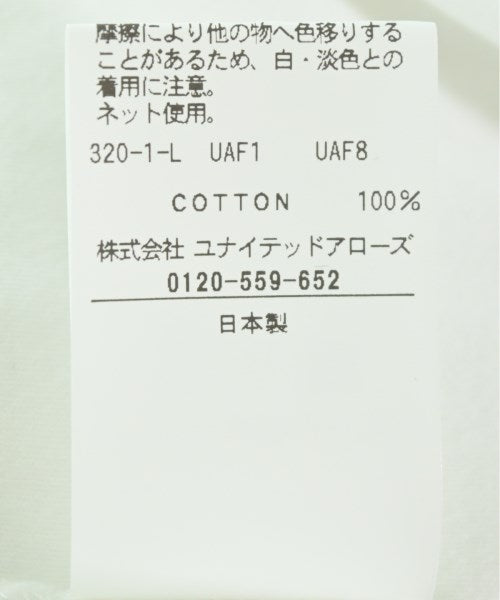 摩擦により他の物へ色移りする
ことがあるため、白・淡色との
着用に注意。
ネット使用。
320-1-L UAF1 UAF8
COTTON 100%
株式会社 ユナイテッドアローズ
0120-559-652
日本製